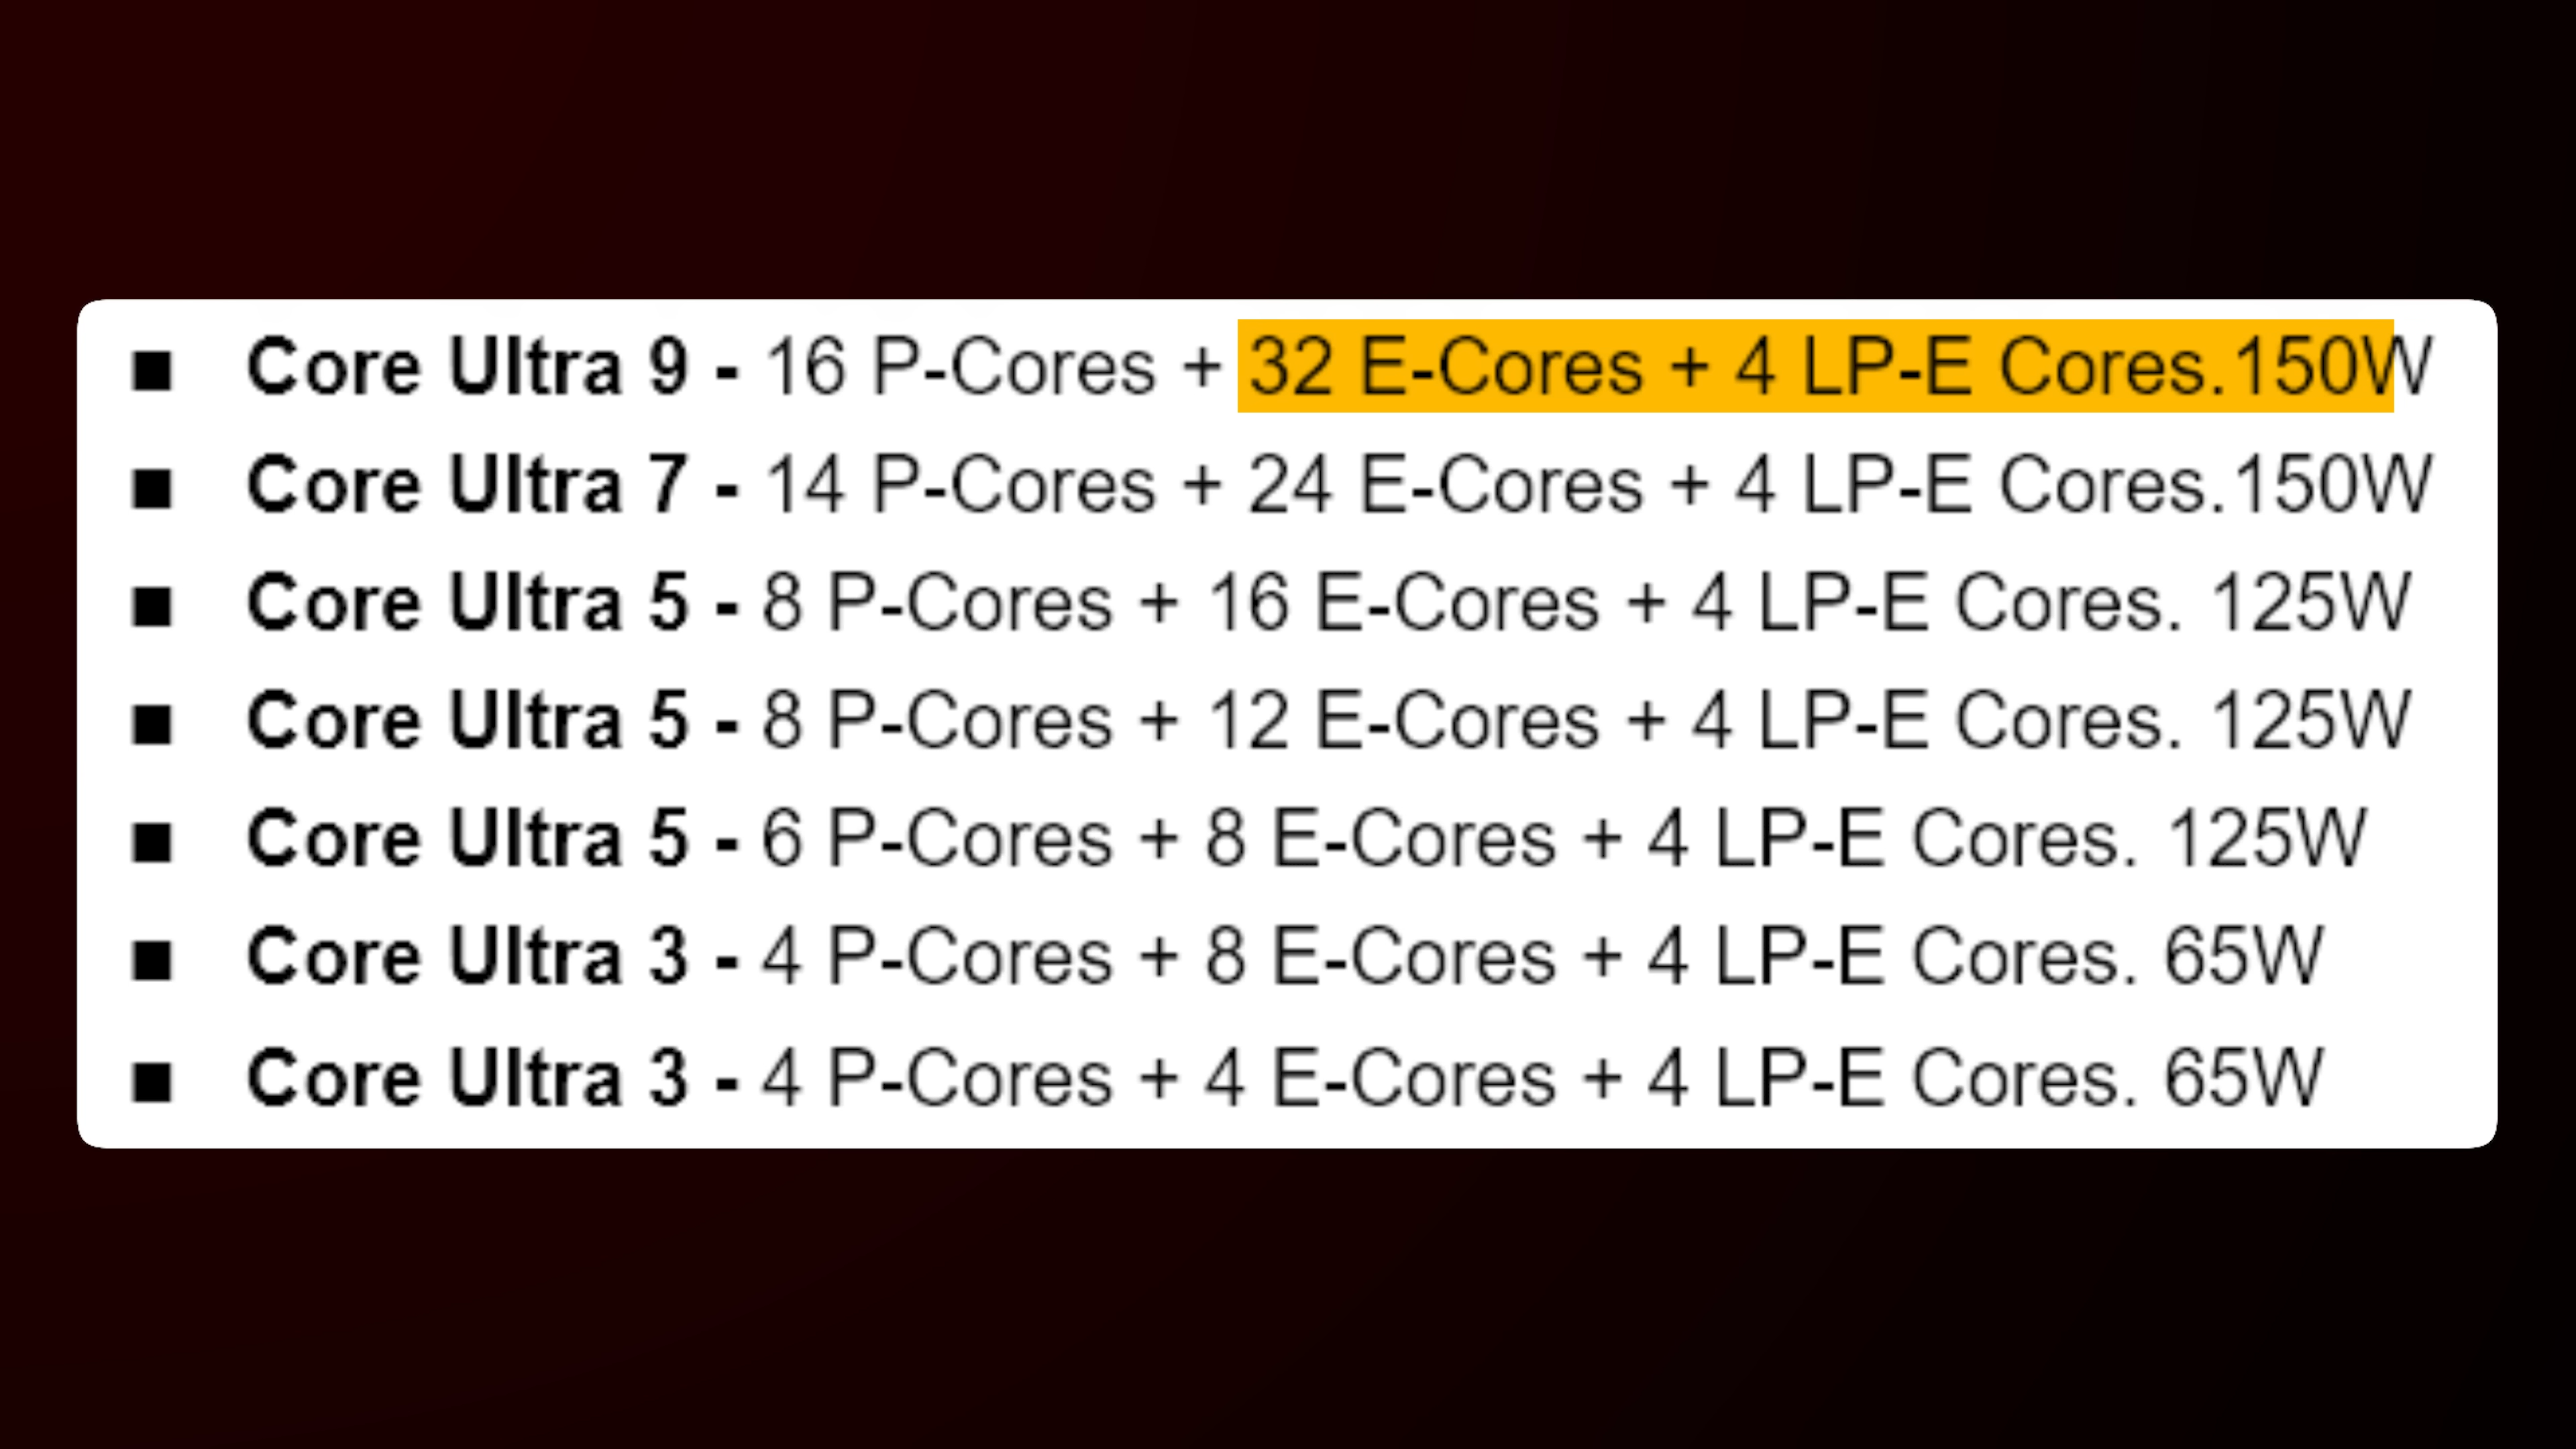 ■ Core Ultra 9 - 16 P-Cores + 32 E-Cores + 4 LP-E Cores.150W
■ Core Ultra 7 - 14 P-Cores + 24 E-Cores + 4 LP-E Cores.150W
■ Core Ultra 5 - 8 P-Cores + 16 E-Cores + 4 LP-E Cores. 125W
■ Core Ultra 5 - 8 P-Cores + 12 E-Cores + 4 LP-E Cores. 125W
■ Core Ultra 5 - 6 P-Cores + 8 E-Cores + 4 LP-E Cores. 125W
■ Core Ultra 3 - 4 P-Cores + 8 E-Cores + 4 LP-E Cores. 65W
■ Core Ultra 3 - 4 P-Cores + 4 E-Cores + 4 LP-E Cores. 65W